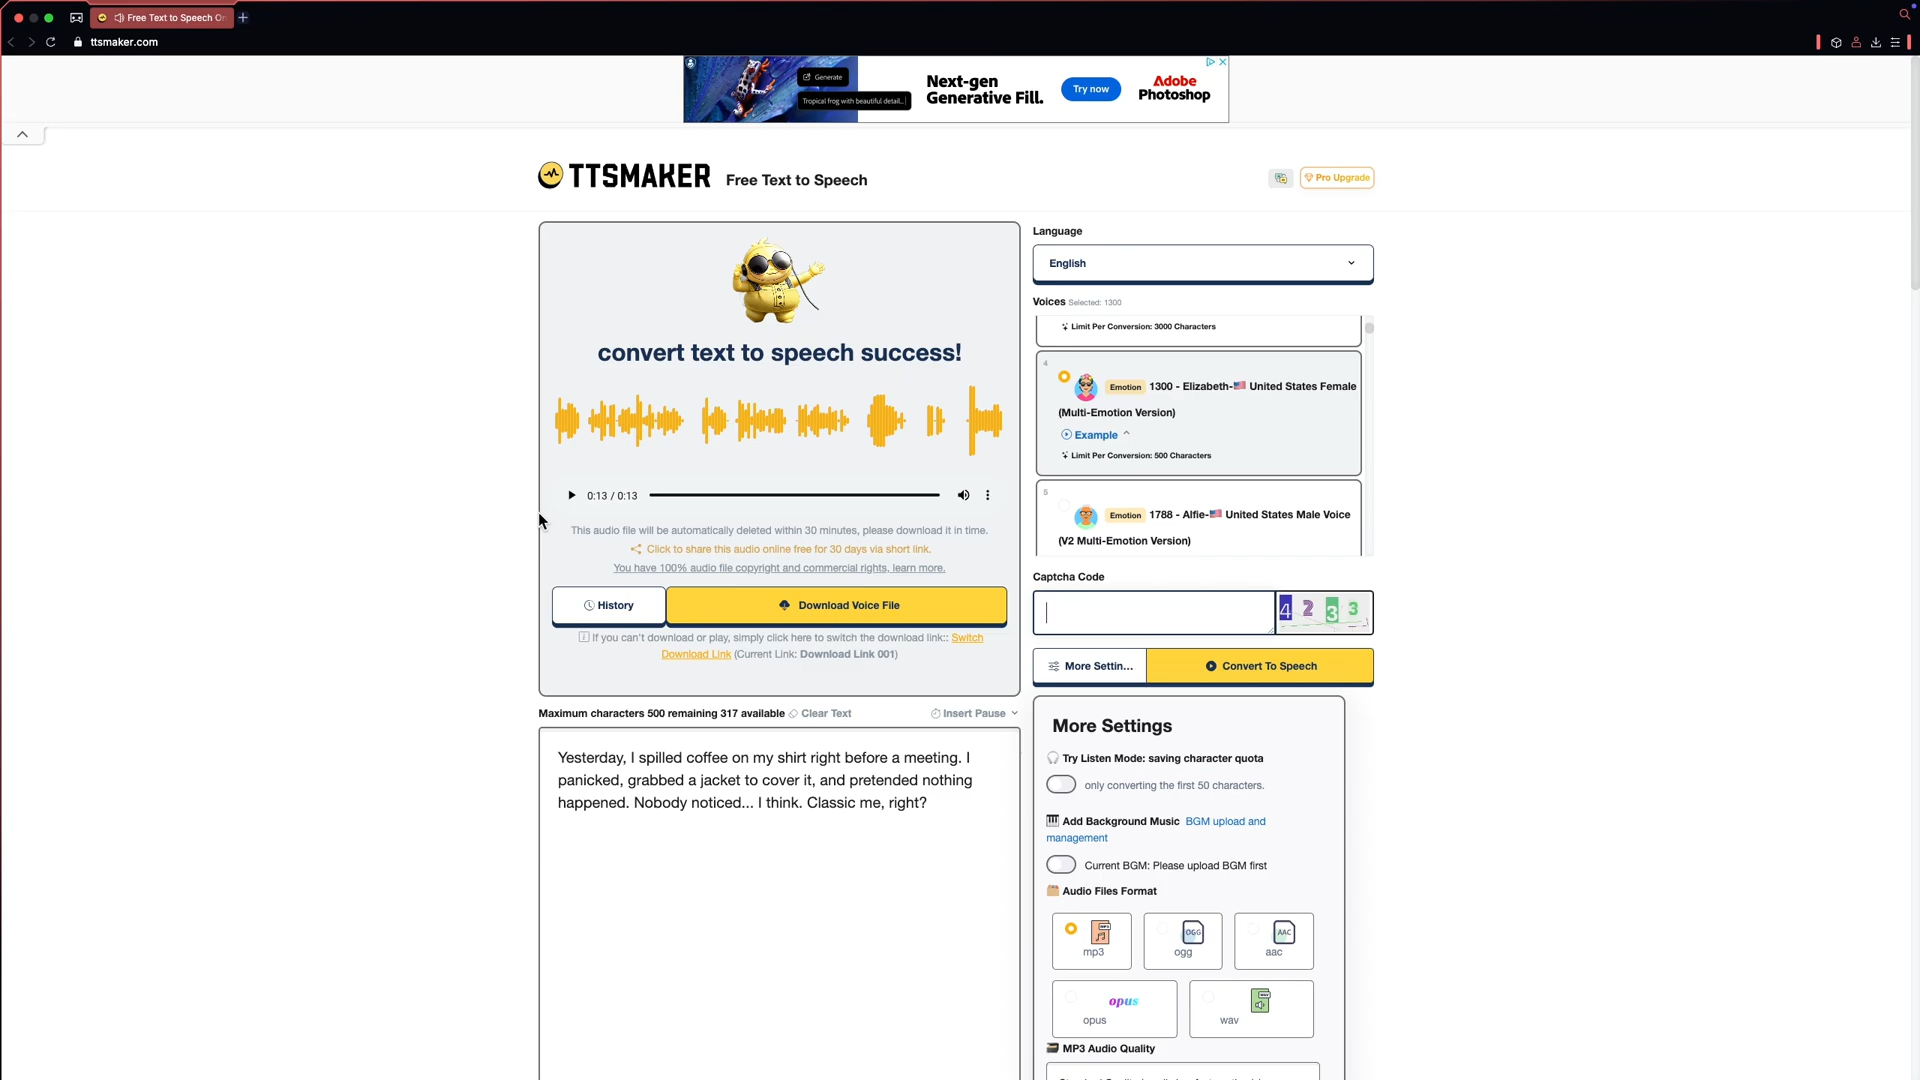 Free Text to Speech On
ttsmaker.com
Generate
Tropical frog with beautiful detail...
Next-gen
Generative Fill.
Try now
Adobe
Photoshop
TTSMAKER Free Text to Speech
Pro Upgrade
convert text to speech success!
0:13 / 0:13
This audio file will be automatically deleted within 30 minutes, please download it in time.
Click to share this audio online free for 30 days via short link.
You have 100% audio file copyright and commercial rights, learn more.
History
Download Voice File
If you can't download or play, simply click here to switch the download link:: Switch
Download Link (Current Link: Download Link 001)
Maximum characters 500 remaining 317 available Clear Text
Insert Pause
Yesterday, I spilled coffee on my shirt right before a meeting. I
panicked, grabbed a jacket to cover it, and pretended nothing
happened. Nobody noticed... I think. Classic me, right?
Language
English
Voices Selected: 1300
Limit Per Conversion: 3000 Characters
4
Emotion 1300 - Elizabeth-🇺🇸 United States Female
(Multi-Emotion Version)
Example
Limit Per Conversion: 500 Characters
5
Emotion 1788 - Alfie-🇺🇸 United States Male Voice
(V2 Multi-Emotion Version)
Captcha Code
4 2 3 3
More Settin...
Convert To Speech
More Settings
Try Listen Mode: saving character quota
only converting the first 50 characters.
Add Background Music BGM upload and
management
Current BGM: Please upload BGM first
Audio Files Format
MP3
OGG
AAC
mp3
ogg
aac
opus
opus
wav
MP3 Audio Quality